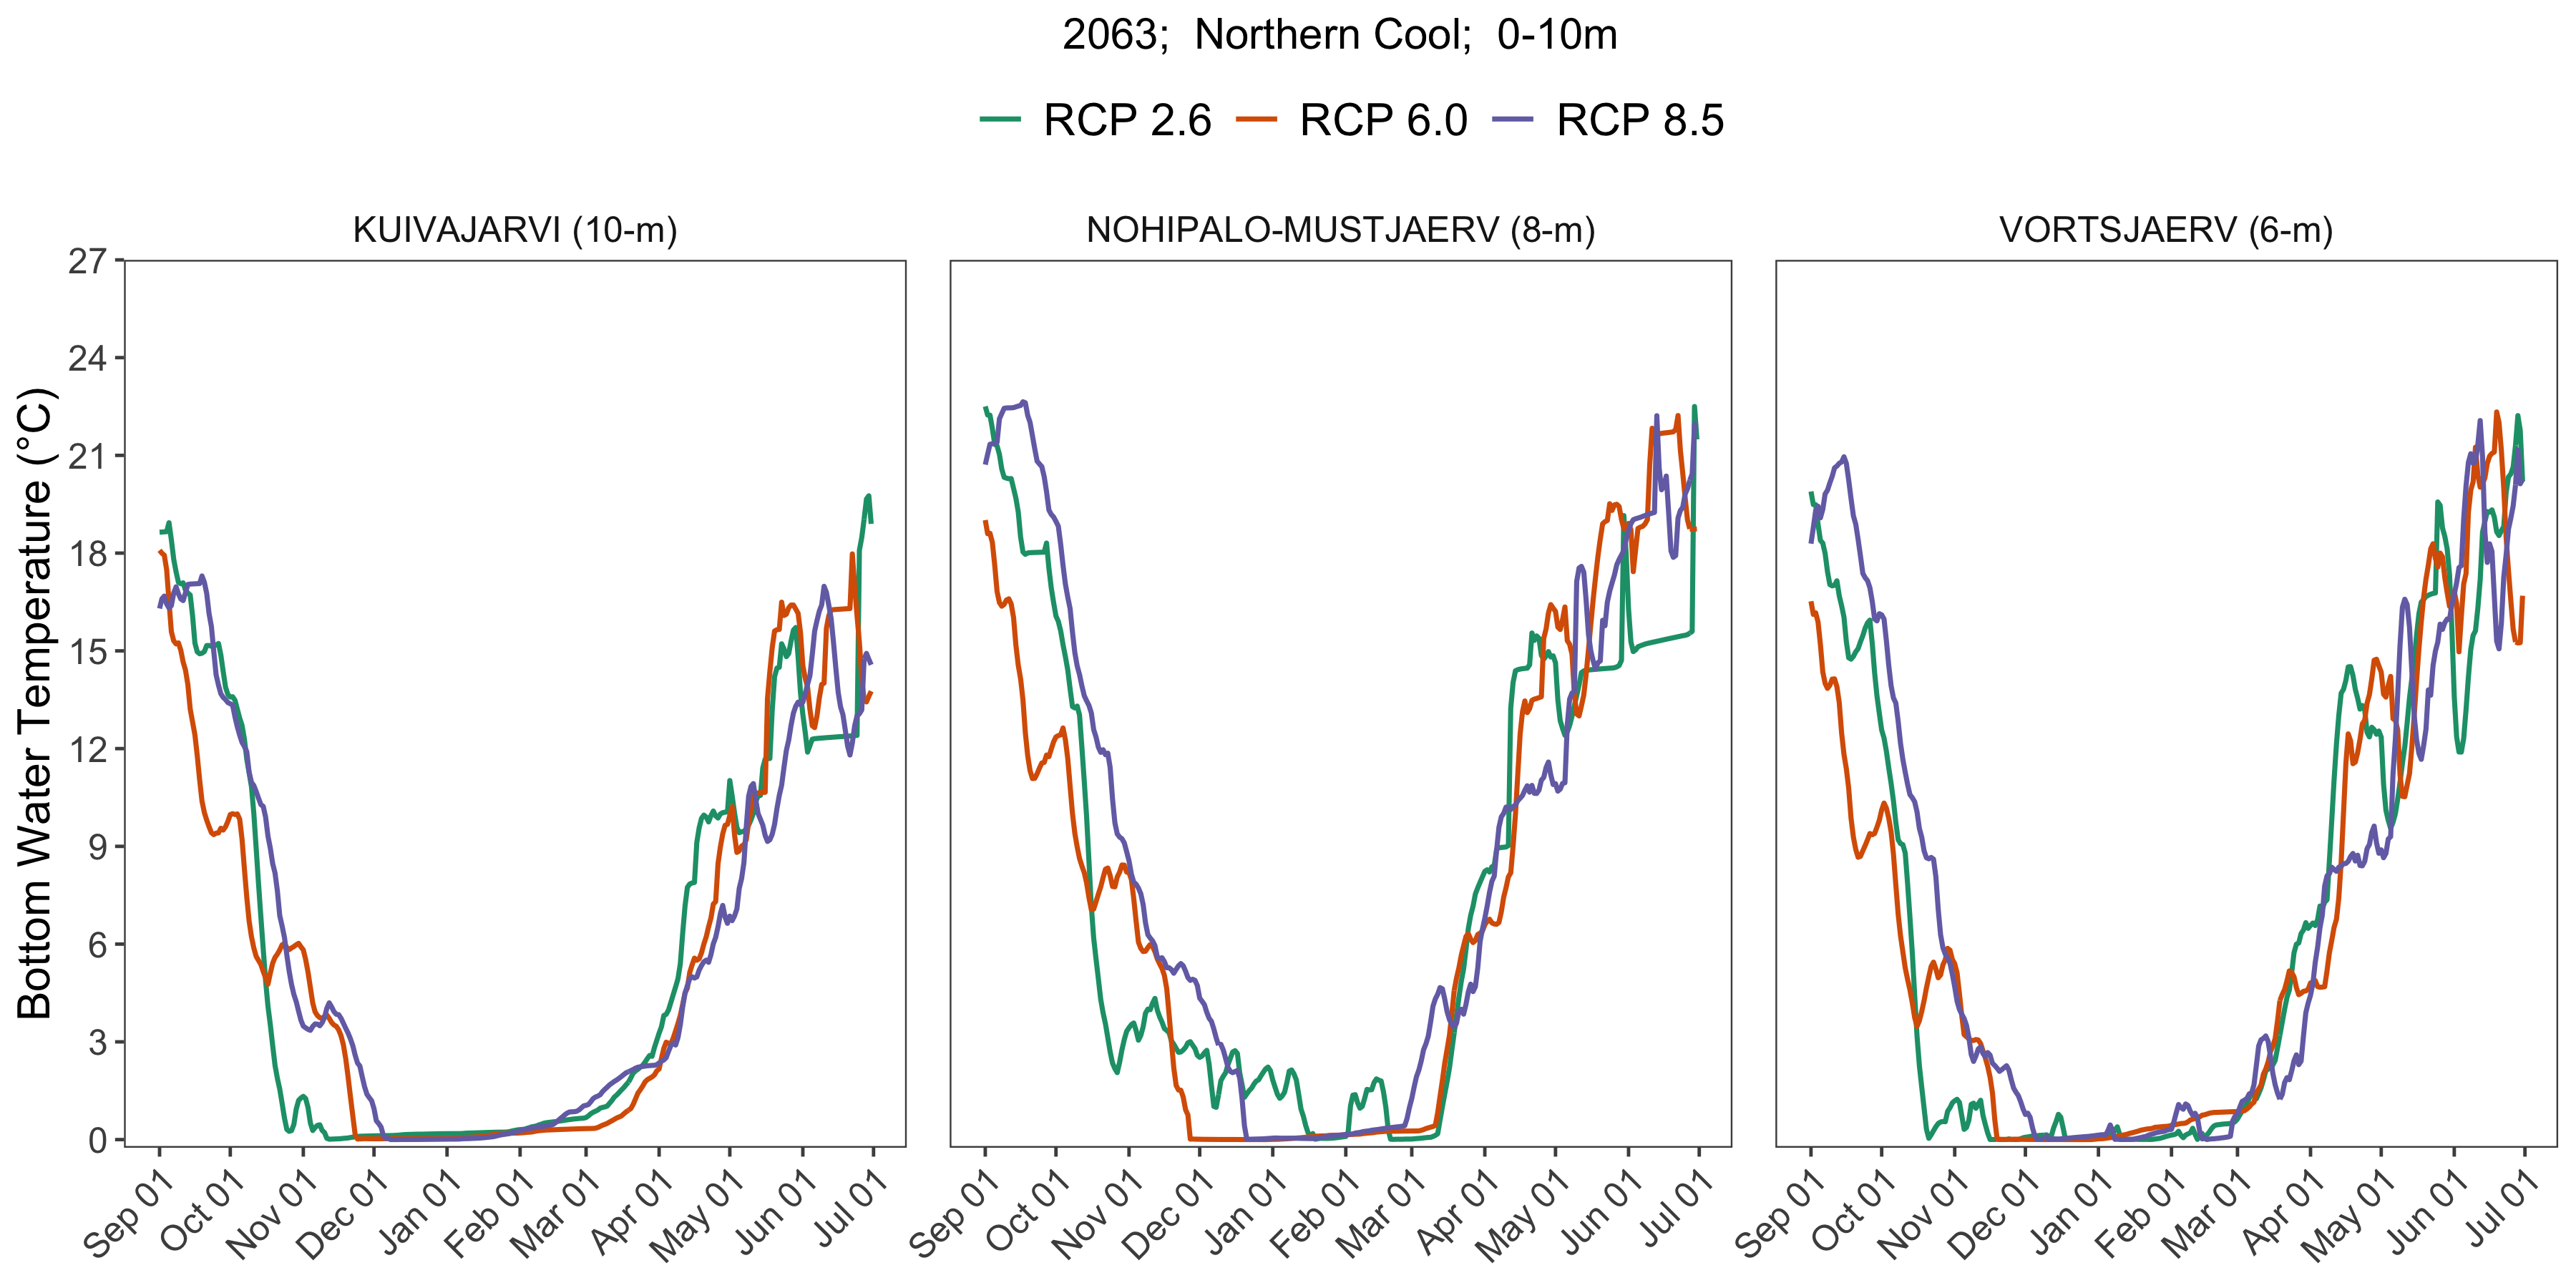 2063;  Northern Cool;  0-10m
RCP 2.6 RCP 6.0 RCP 8.5
KUIVAJARVI (10-m) NOHIPALO-MUSTJAERV (8-m) VORTSJAERV (6-m)
Bottom Water Temperature (°C)
27
24
21
18
15
12
9
6
3
0
Sep 01 Oct 01 Nov 01 Dec 01 Jan 01 Feb 01 Mar 01 Apr 01 May 01 Jun 01 Jul 01 Sep 01 Oct 01 Nov 01 Dec 01 Jan 01 Feb 01 Mar 01 Apr 01 May 01 Jun 01 Jul 01 Sep 01 Oct 01 Nov 01 Dec 01 Jan 01 Feb 01 Mar 01 Apr 01 May 01 Jun 01 Jul 01